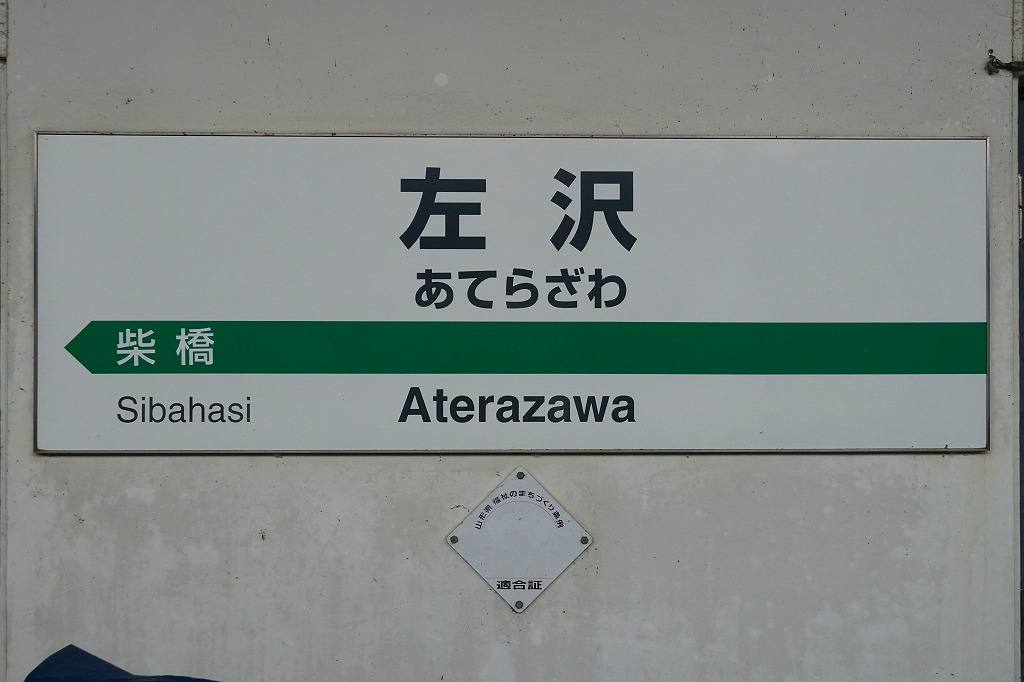 左沢
あてらざわ
柴橋
Sibahasi
Aterazawa
山形県 福祉のまちづくり条例
適合証